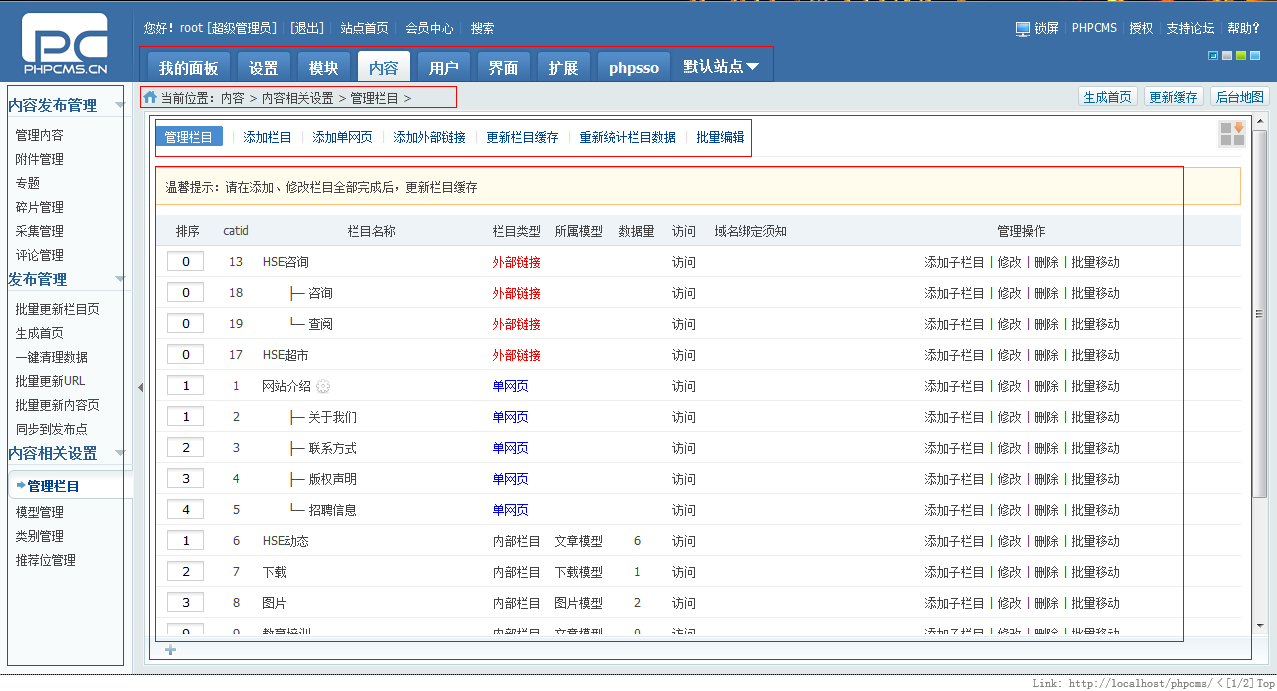 您好！root [超级管理员] | [退出] | 站点首页 | 会员中心 | 搜索
锁屏 | PHPCMS | 授权 | 支持论坛 | 帮助?
PC
PHPCMS.CN
我的面板 设置 模块 内容 用户 界面 扩展 phpsso 默认站点
当前位置：内容 > 内容相关设置 > 管理栏目 >
生成首页 更新缓存 后台地图
内容发布管理
管理内容
附件管理
专题
碎片管理
采集管理
评论管理
发布管理
批量更新栏目页
生成首页
一键清理数据
批量更新URL
批量更新内容页
同步到发布点
内容相关设置
管理栏目
模型管理
类别管理
推荐位管理
管理栏目 | 添加栏目 | 添加单网页 | 添加外部链接 | 更新栏目缓存 | 重新统计栏目数据 | 批量编辑
温馨提示：请在添加、修改栏目全部完成后，更新栏目缓存
排序 catid 栏目名称 栏目类型 所属模型 数据量 访问 域名绑定须知 管理操作
0 13 HSE咨询 外部链接 访问 添加子栏目 | 修改 | 删除 | 批量移动
0 18 ├─ 咨询 外部链接 访问 添加子栏目 | 修改 | 删除 | 批量移动
0 19 └─ 查阅 外部链接 访问 添加子栏目 | 修改 | 删除 | 批量移动
0 17 HSE超市 外部链接 访问 添加子栏目 | 修改 | 删除 | 批量移动
1 1 网站介绍 单网页 访问 添加子栏目 | 修改 | 删除 | 批量移动
1 2 ├─ 关于我们 单网页 访问 添加子栏目 | 修改 | 删除 | 批量移动
2 3 ├─ 联系方式 单网页 访问 添加子栏目 | 修改 | 删除 | 批量移动
3 4 ├─ 版权声明 单网页 访问 添加子栏目 | 修改 | 删除 | 批量移动
4 5 └─ 招聘信息 单网页 访问 添加子栏目 | 修改 | 删除 | 批量移动
1 6 HSE动态 内部栏目 文章模型 6 访问 添加子栏目 | 修改 | 删除 | 批量移动
2 7 下载 内部栏目 下载模型 1 访问 添加子栏目 | 修改 | 删除 | 批量移动
3 8 图片 内部栏目 图片模型 2 访问 添加子栏目 | 修改 | 删除 | 批量移动
教育培训 内部栏目 文章模型 0 访问 添加子栏目 | 修改 | 删除 | 批量移动
Link: http://localhost/phpcms/ <[1/2]Top